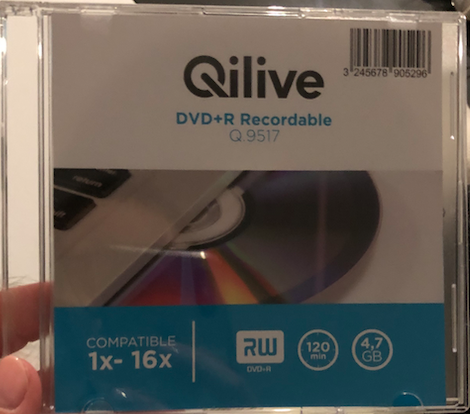 Qilive
3 245678 905296
DVD+R Recordable
Q.9517
COMPATIBLE
1x- 16x
RW
DVD+R
120
min
4,7
GB